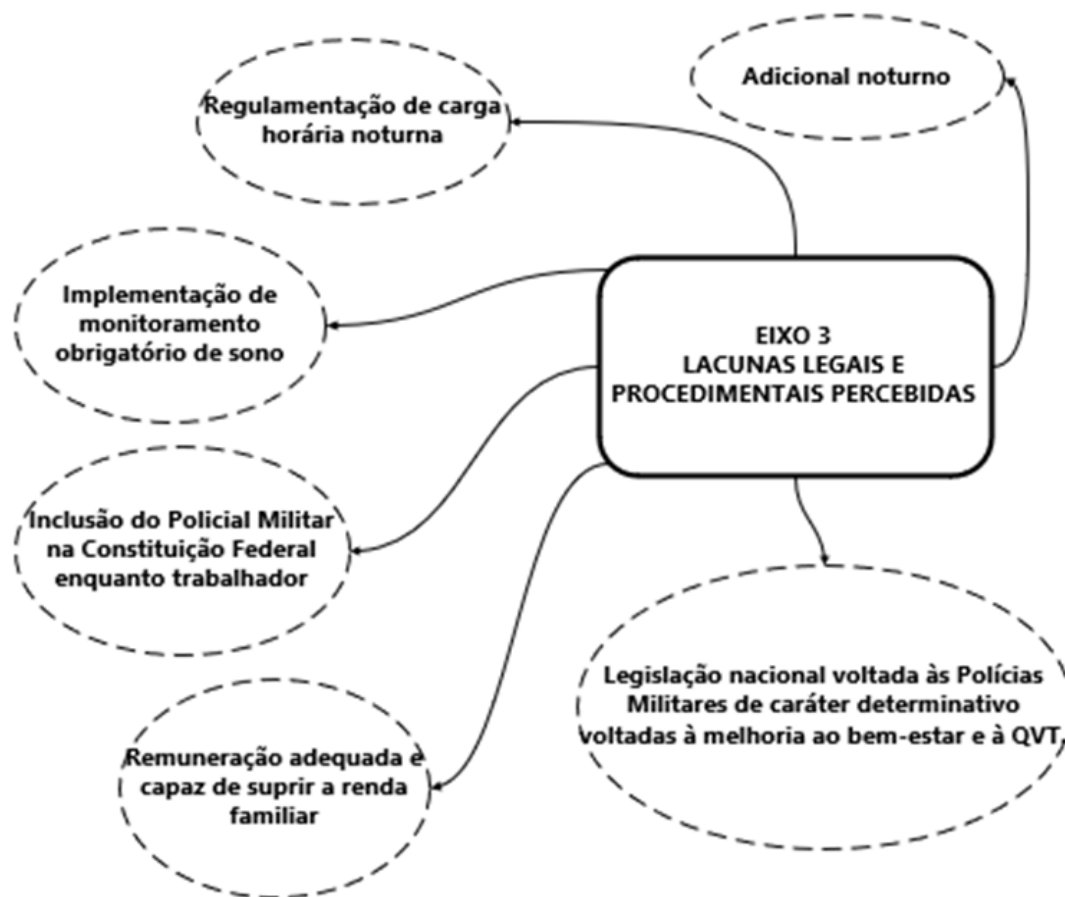 Adicional noturno
Regulamentação de carga
horária noturna
Implementação de
monitoramento
obrigatório de sono
EIXO 3
LACUNAS LEGAIS E
PROCEDIMENTAIS PERCEBIDAS
Inclusão do Policial Militar
na Constituição Federal
enquanto trabalhador
Legislação nacional voltada às Polícias
Militares de caráter determinativo
voltadas à melhoria ao bem-estar e à QVT.
Remuneração adequada e
capaz de suprir a renda
familiar